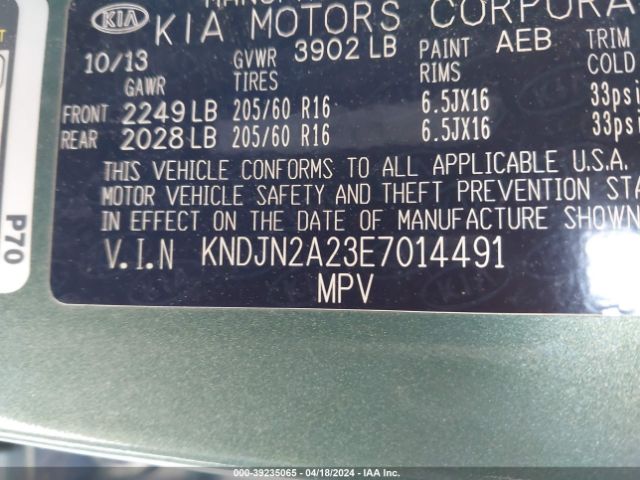 KIA KIA MOTORS CORPORA
10/13 GVWR 3902 LB PAINT AEB TRIM
GAWR TIRES RIMS COLD
FRONT 2249 LB 205/60 R16 6.5JX16 33psi
REAR 2028 LB 205/60 R16 6.5JX16 33psi
THIS VEHICLE CONFORMS TO ALL APPLICABLE U.S.A.
MOTOR VEHICLE SAFETY AND THEFT PREVENTION STA
IN EFFECT ON THE DATE OF MANUFACTURE SHOWN
V.I.N KNDJN2A23E7014491
MPV
P70
000-39235065 - 04/18/2024 - IAA Inc.